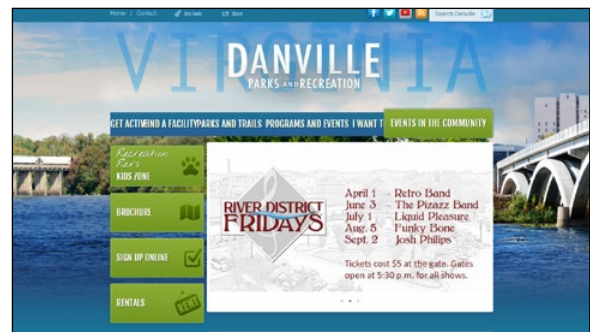 Home | Contact
Site Tools
Share
Search Danville
VIRGINIA
DANVILLE
PARKS AND RECREATION
GET ACTIVE
FIND A FACILITY
PARKS AND TRAILS
PROGRAMS AND EVENTS
I WANT T
EVENTS IN THE COMMUNITY
Recreation
Rex's
KIDS ZONE
BROCHURE
SIGN UP ONLINE
RENTALS
RENT
RIVER DISTRICT
FRIDAYS
April 1 - Retro Band
June 3 - The Pizazz Band
July 1 - Liquid Pleasure
Aug. 5 - Funky Bone
Sept. 2 Josh Philips
Tickets cost $5 at the gate. Gates
open at 5:30 p.m. for all shows.